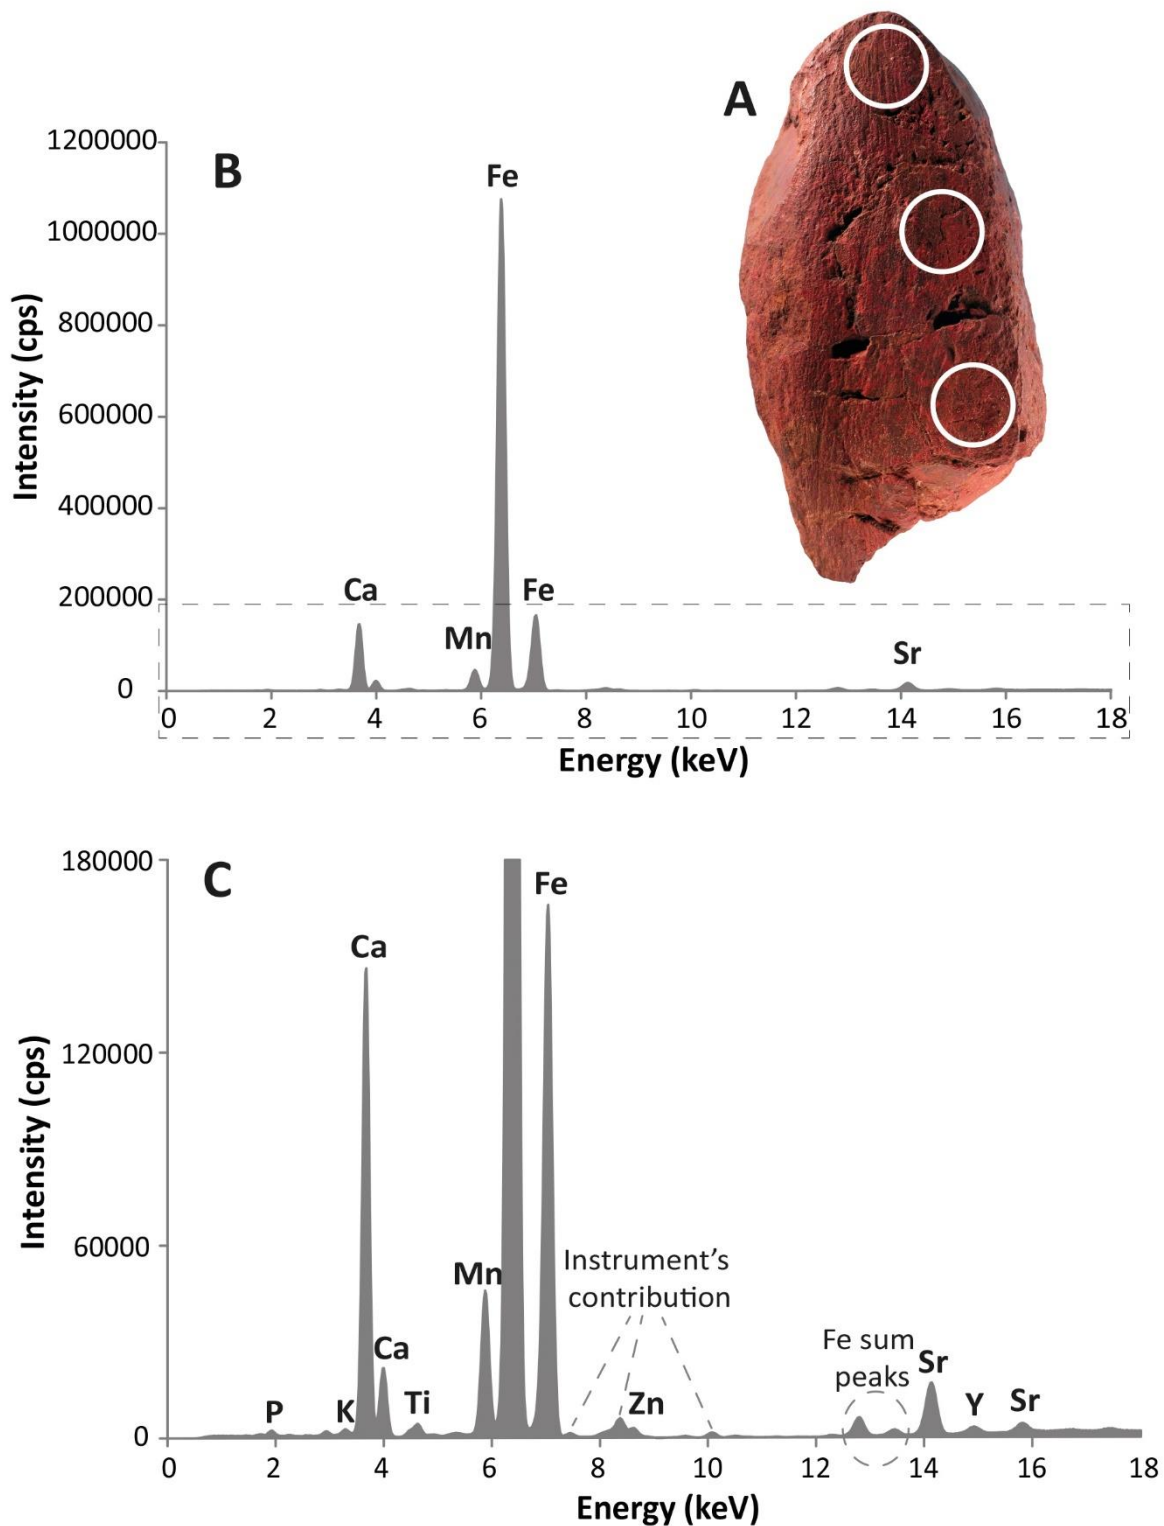 A
B
1200000
1000000
800000
600000
400000
200000
0
Intensity (cps)
Fe
Ca
Mn
Fe
Sr
0 2 4 6 8 10 12 14 16 18
Energy (keV)
C
180000
120000
60000
0
Intensity (cps)
Fe
Ca
Mn
Instrument's
contribution
Fe sum
peaks
Ca
Sr
P
K
Ti
Zn
Y
Sr
0 2 4 6 8 10 12 14 16 18
Energy (keV)